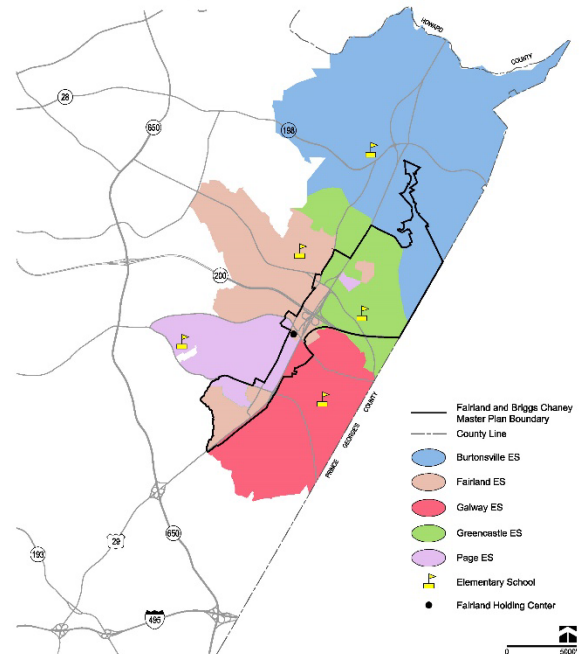 HOWARD
COUNTY
28
650
198
200
PRINCE GEORGE'S COUNTY
193
29
650
495
Fairland and Briggs Chaney
Master Plan Boundary
County Line
Burtonsville ES
Fairland ES
Galway ES
Greencastle ES
Page ES
Elementary School
Fairland Holding Center
0
5000'